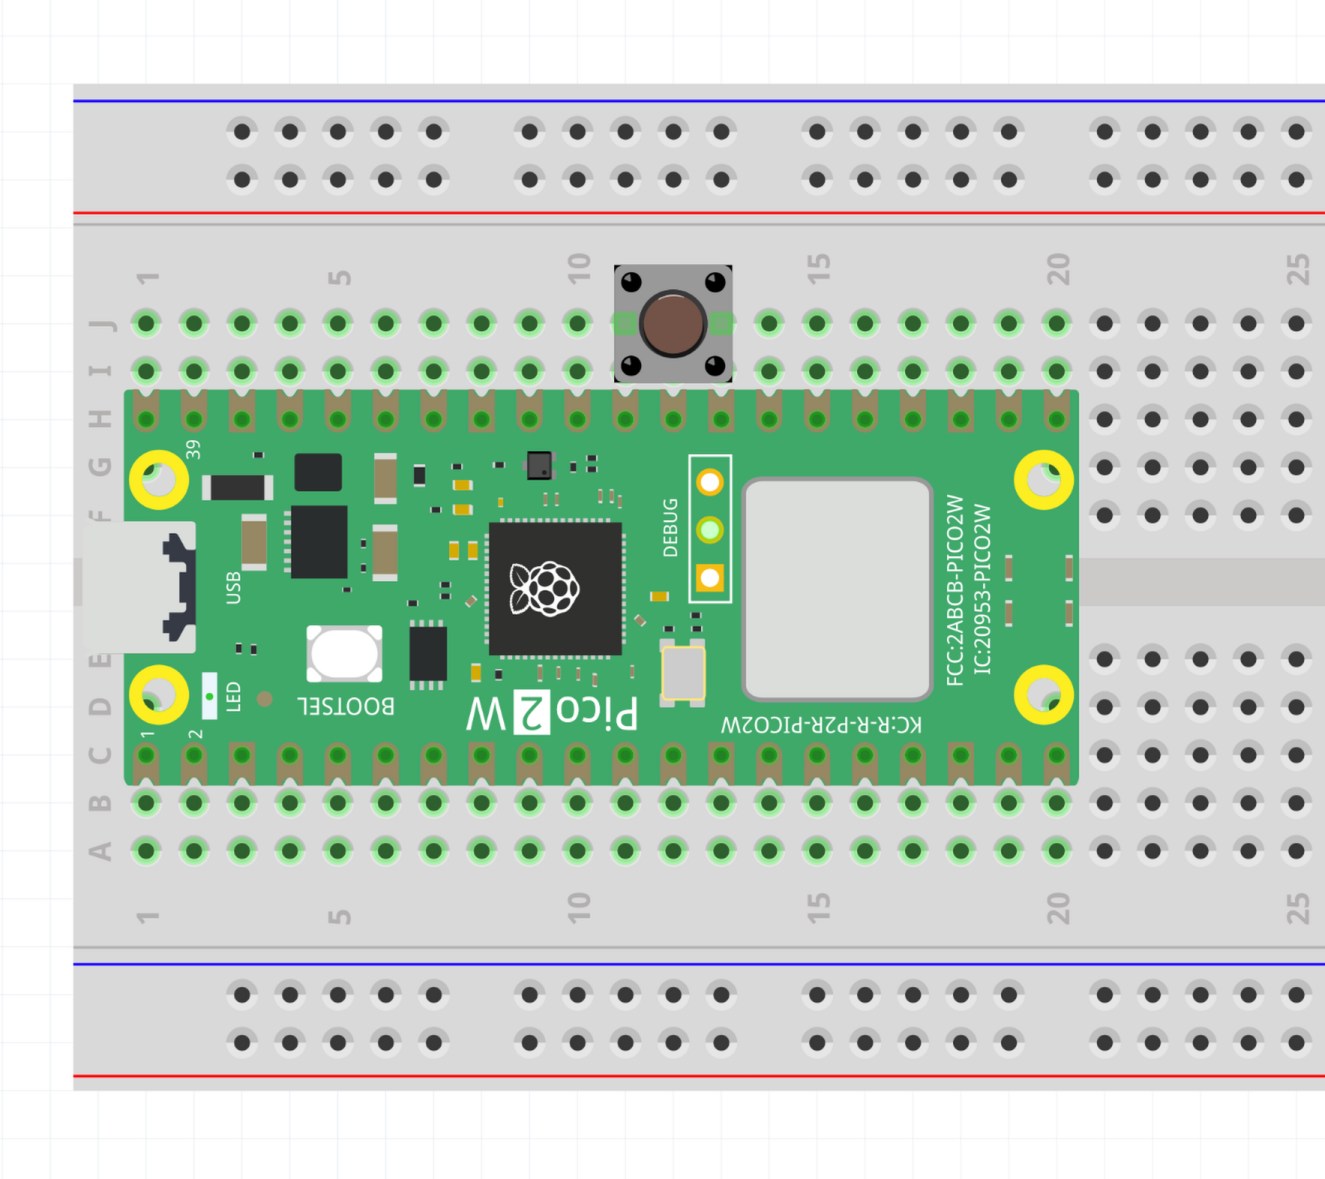 1
5
10
15
20
25
J
I
H
G
F
E
D
C
B
A
39
USB
DEBUG
FCC:2ABCB-PICO2W
IC:20953-PICO2W
LED
BOOTSEL
Pico 2 W
KC:R-R-P2R-PICO2W
1
2
1
5
10
15
20
25